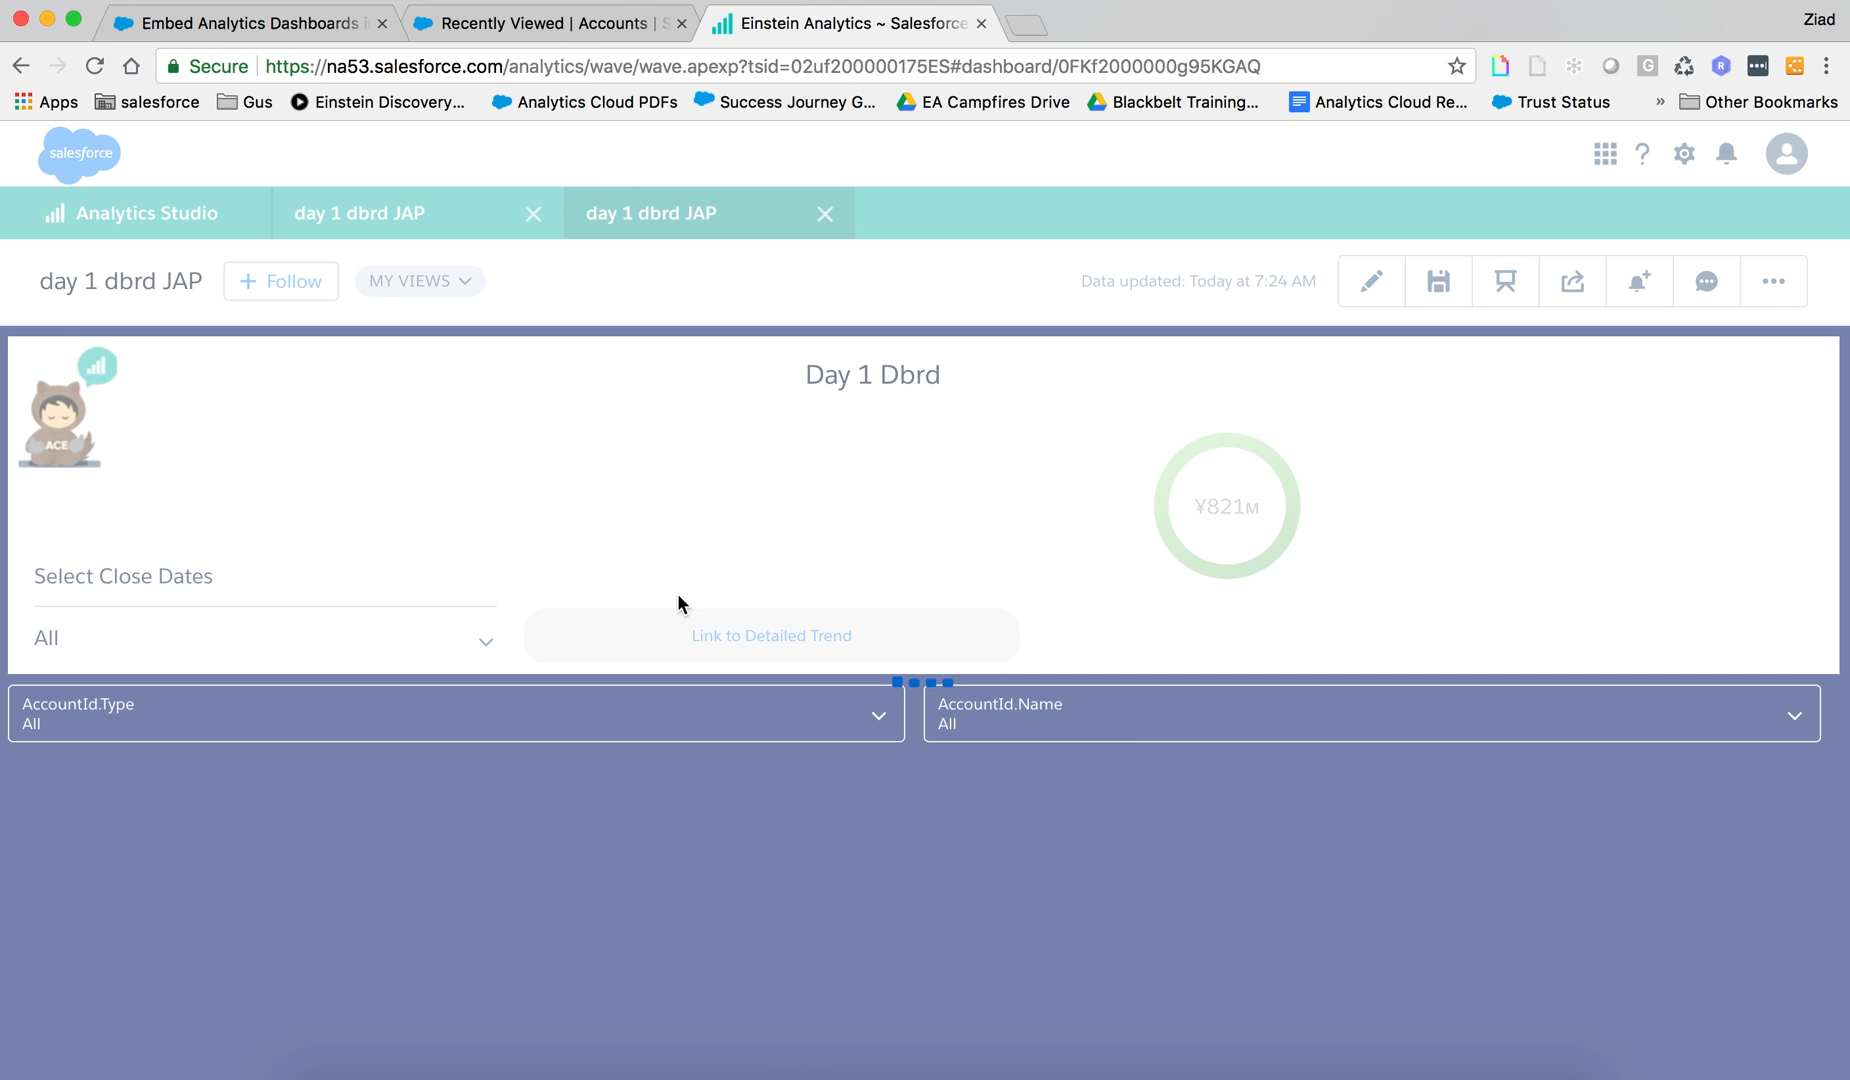 Embed Analytics Dashboards i
Recently Viewed | Accounts | S
Einstein Analytics ~ Salesforce
Ziad
Secure
https://na53.salesforce.com/analytics/wave/wave.apexp?tsid=02uf200000175ES#dashboard/0FKf2000000g95KGAQ
Apps
salesforce
Gus
Einstein Discovery...
Analytics Cloud PDFs
Success Journey G...
EA Campfires Drive
Blackbelt Training...
Analytics Cloud Re...
Trust Status
»
Other Bookmarks
salesforce
Analytics Studio
day 1 dbrd JAP
day 1 dbrd JAP
day 1 dbrd JAP
+ Follow
MY VIEWS
Data updated: Today at 7:24 AM
Day 1 Dbrd
ACE
¥821M
Select Close Dates
All
Link to Detailed Trend
AccountId.Type
All
AccountId.Name
All